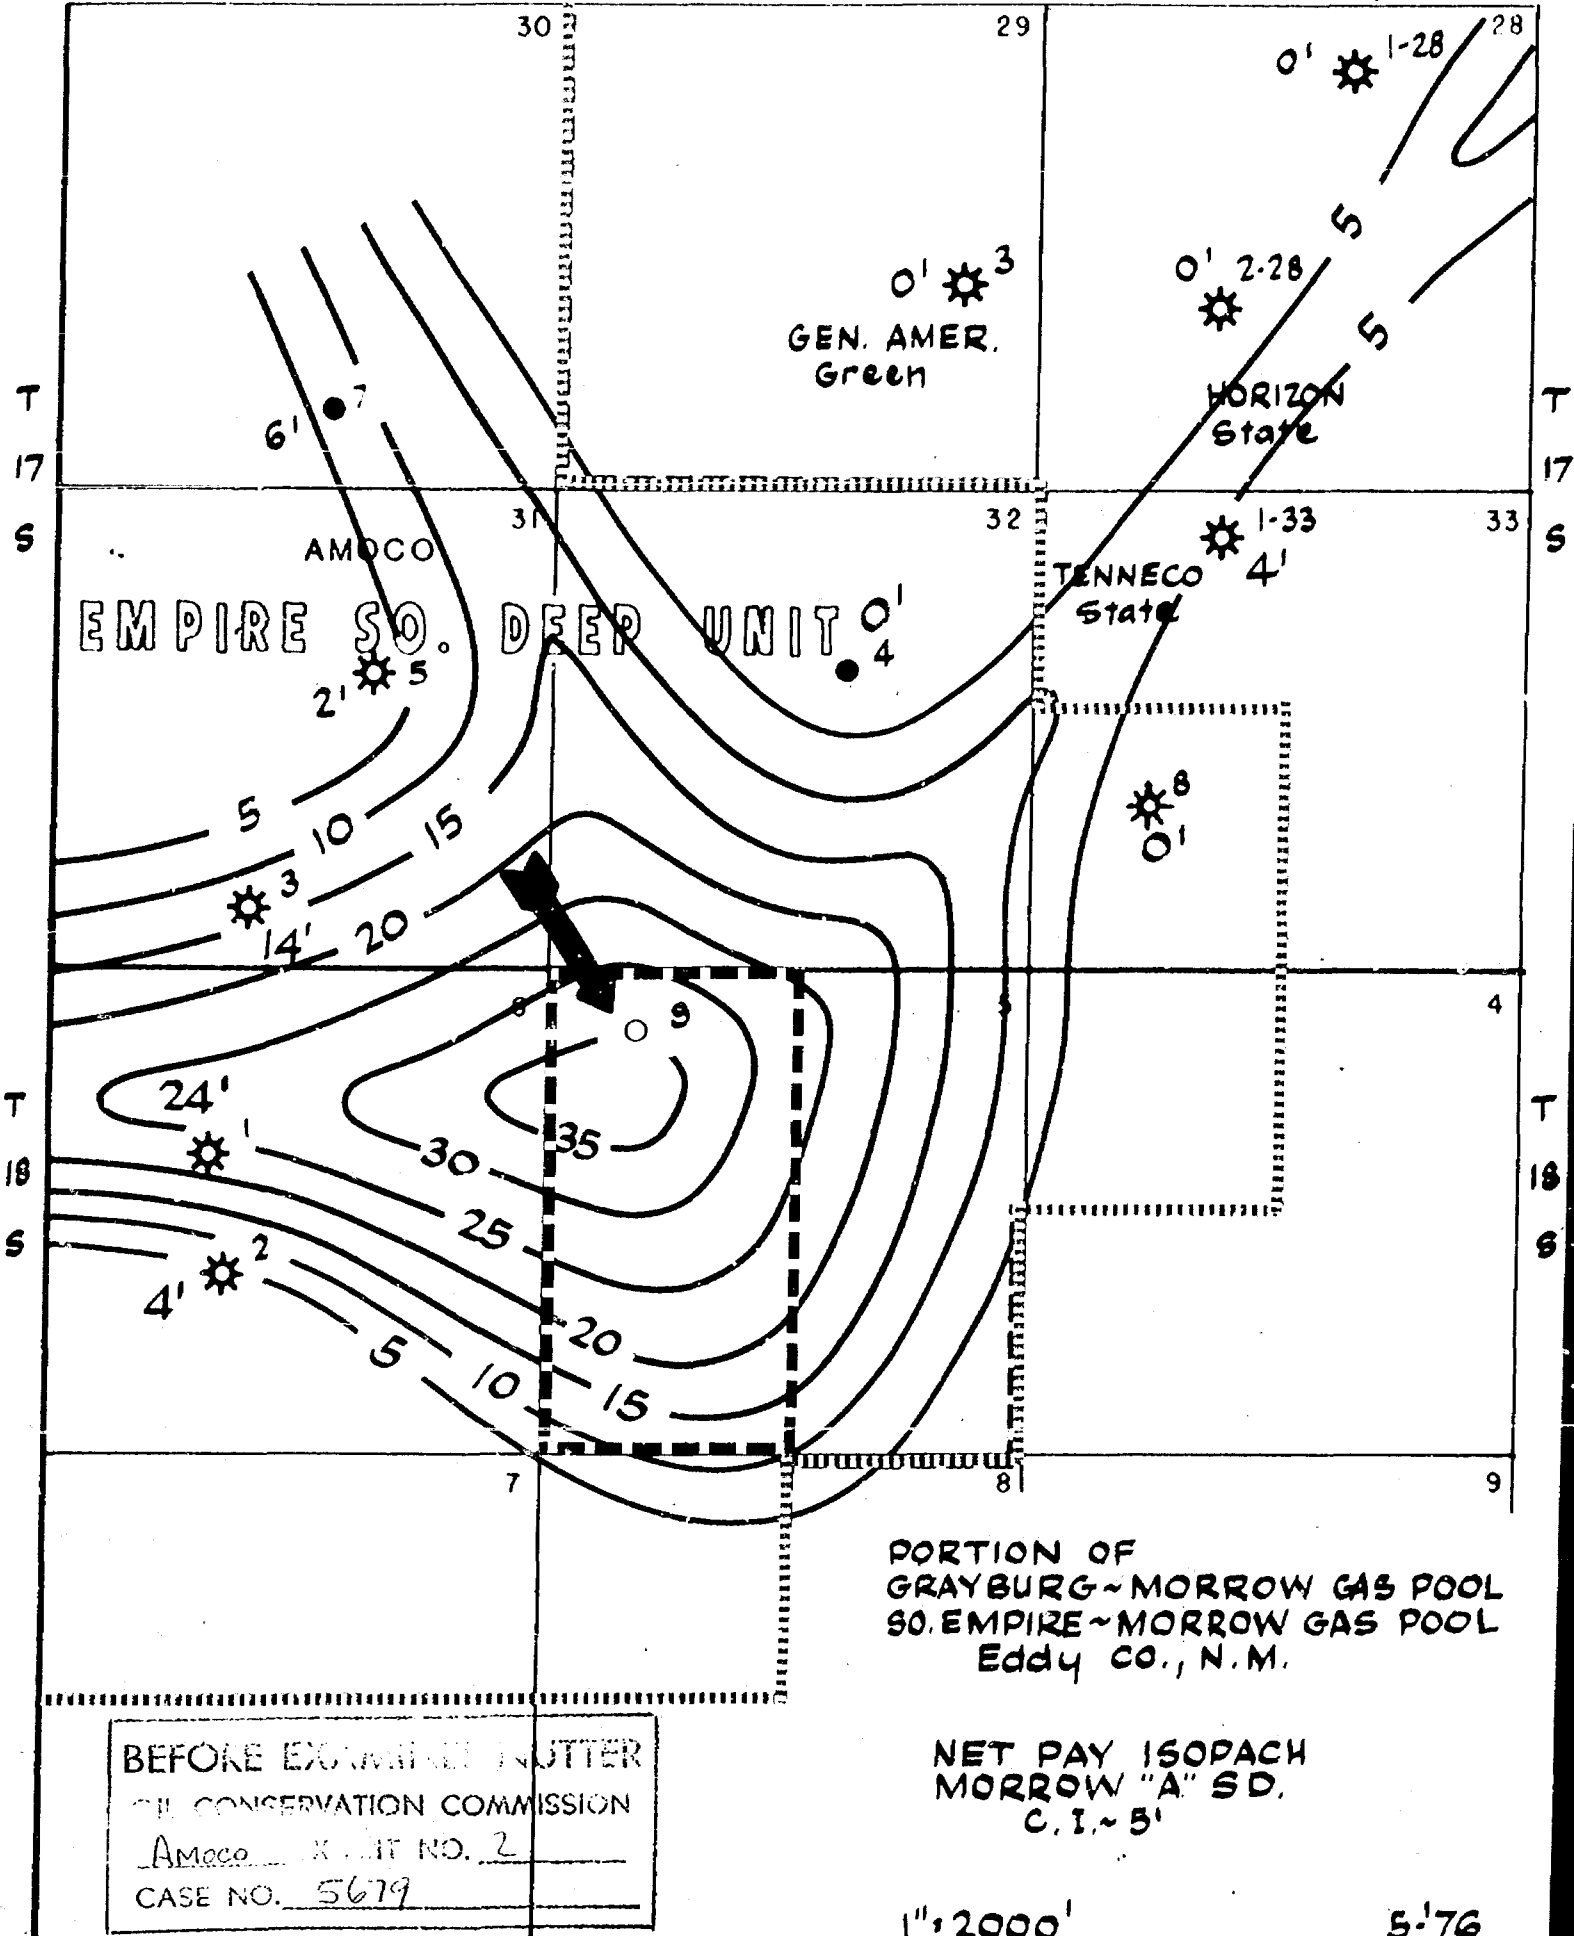 30
29
28
0' 1-28
0' 3
0' 2-28
GEN. AMER.
Green
HORIZON
State
T
17
S
T
17
S
7
6'
31
32
33
1-33
4'
AMOCO
TENNECO
State
EMPIRE SO. DEEP UNIT
0'
4
5
2'
8
0'
5
5
5
10
15
20
3
14'
9
5
4
24'
1
T
18
S
T
18
S
35
30
25
20
15
10
5
2
4'
7
8
9
PORTION OF
GRAYBURG~MORROW GAS POOL
SO. EMPIRE~MORROW GAS POOL
Eddy CO., N.M.
NET PAY ISOPACH
MORROW "A" SD.
C.I.~5'
BEFORE EXAMINER NUTTER
OIL CONSERVATION COMMISSION
Amoco IT NO. 2
CASE NO. 5679
1":2000'
5-'76